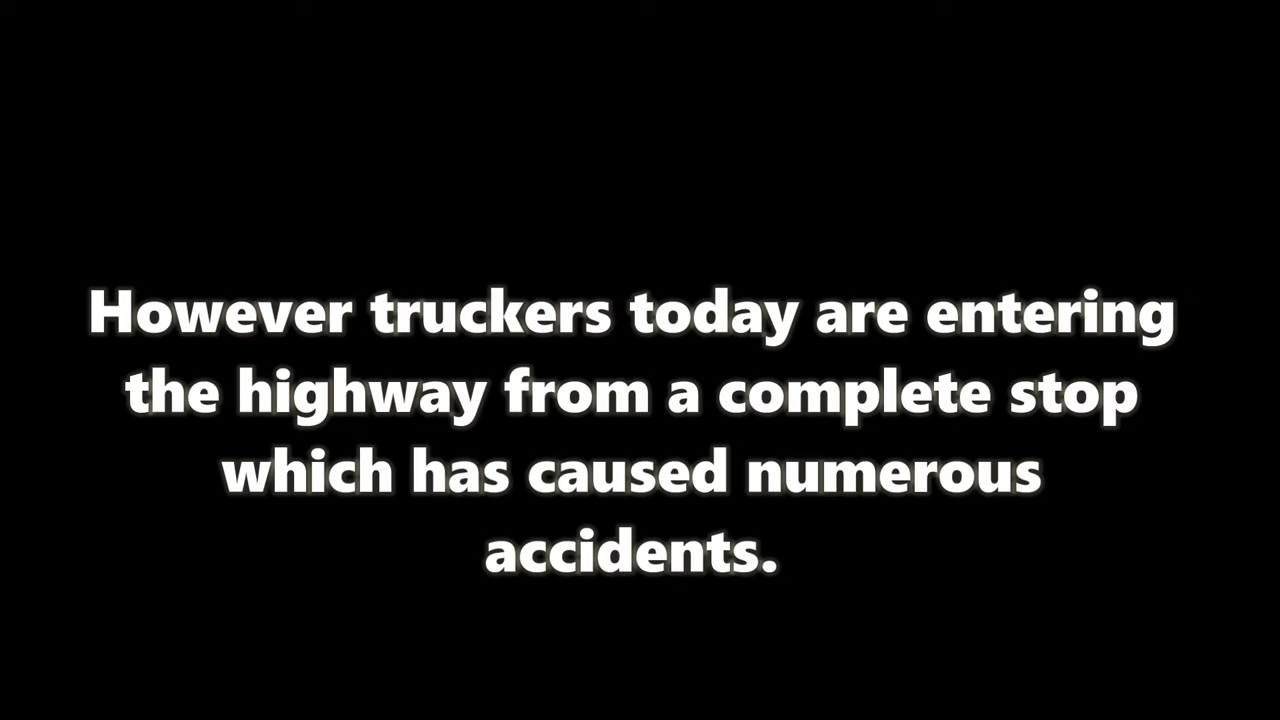 However truckers today are entering
the highway from a complete stop
which has caused numerous
accidents.